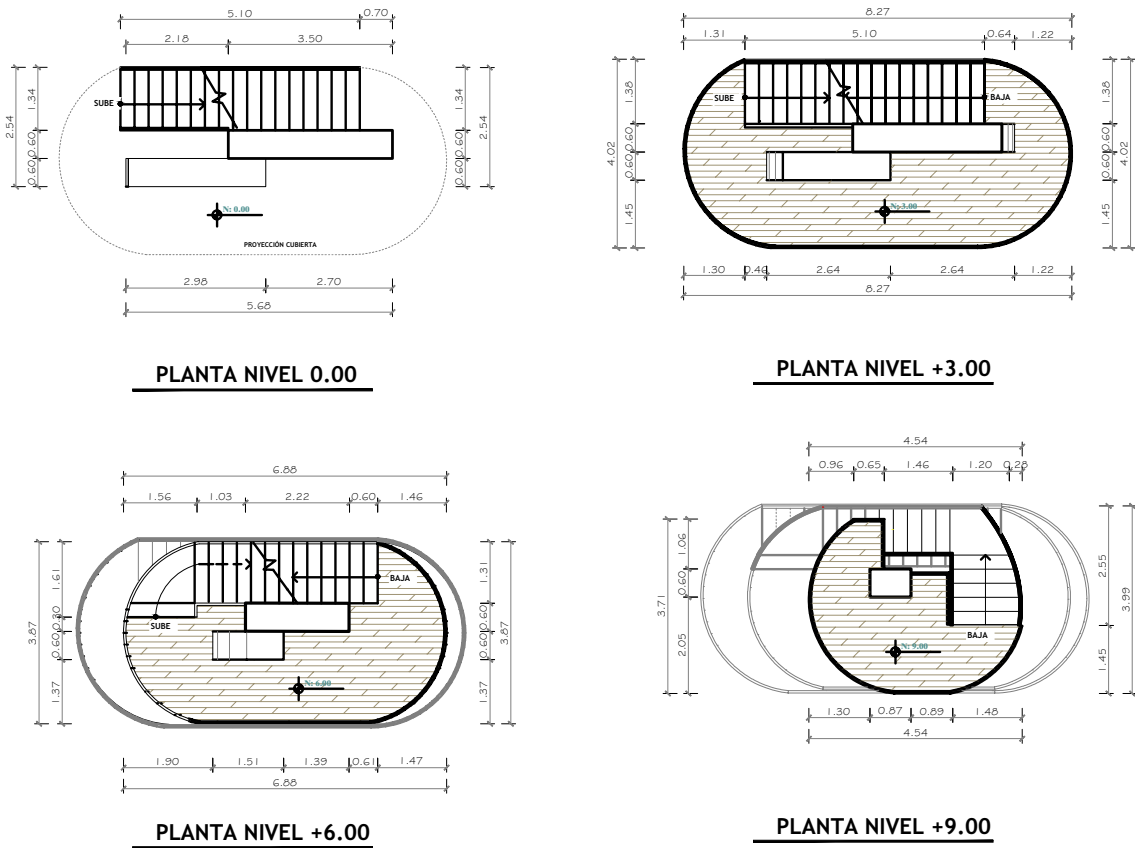 5.10 0.70
2.18 3.50
2.54 1.34 0.60 0.60
SUBE
1.34 0.60 0.60 2.54
N: 0.00
PROYECCIÓN CUBIERTA
2.98 2.70
5.68
PLANTA NIVEL 0.00
8.27
1.31 5.10 0.64 1.22
4.02 1.38 0.60 0.60 1.45
SUBE BAJA
1.38 0.60 0.60 1.45 4.02
N: 3.00
1.30 0.46 2.64 2.64 1.22
8.27
PLANTA NIVEL +3.00
6.88
1.56 1.03 2.22 0.60 1.46
3.87 1.61 0.30 0.60 1.37
BAJA
SUBE
1.31 0.60 0.60 1.37 3.87
N: 6.00
1.90 1.51 1.39 0.61 1.47
6.88
PLANTA NIVEL +6.00
4.54
0.96 0.65 1.46 1.20 0.28
3.71 1.06 0.60 2.05
2.55 1.45 3.99
BAJA
N: 9.00
1.30 0.87 0.89 1.48
4.54
PLANTA NIVEL +9.00